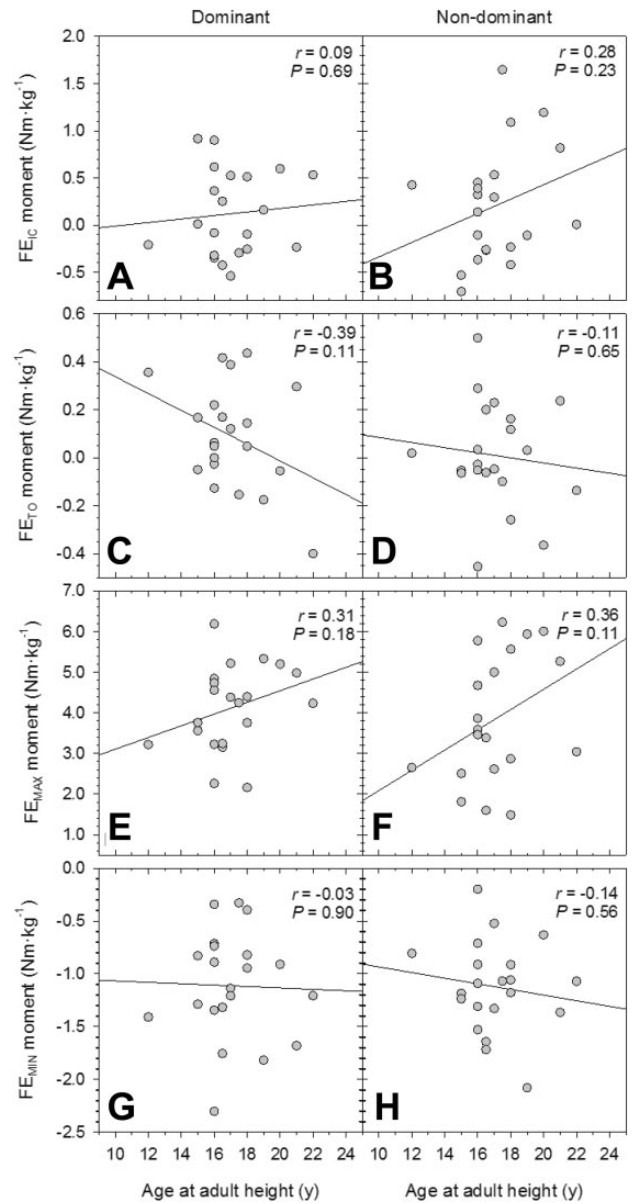 Dominant Non-dominant
2.0
1.5
1.0
0.5
0.0
-0.5
FE_IC moment (Nm·kg⁻¹)
r = 0.09
P = 0.69
A
r = 0.28
P = 0.23
B
0.6
0.4
0.2
0.0
-0.2
-0.4
FE_TO moment (Nm·kg⁻¹)
r = -0.39
P = 0.11
C
r = -0.11
P = 0.65
D
7.0
6.0
5.0
4.0
3.0
2.0
1.0
FE_MAX moment (Nm·kg⁻¹)
r = 0.31
P = 0.18
E
r = 0.36
P = 0.11
F
0.0
-0.5
-1.0
-1.5
-2.0
-2.5
FE_MIN moment (Nm·kg⁻¹)
r = -0.03
P = 0.90
G
r = -0.14
P = 0.56
H
10 12 14 16 18 20 22 24 10 12 14 16 18 20 22 24
Age at adult height (y) Age at adult height (y)